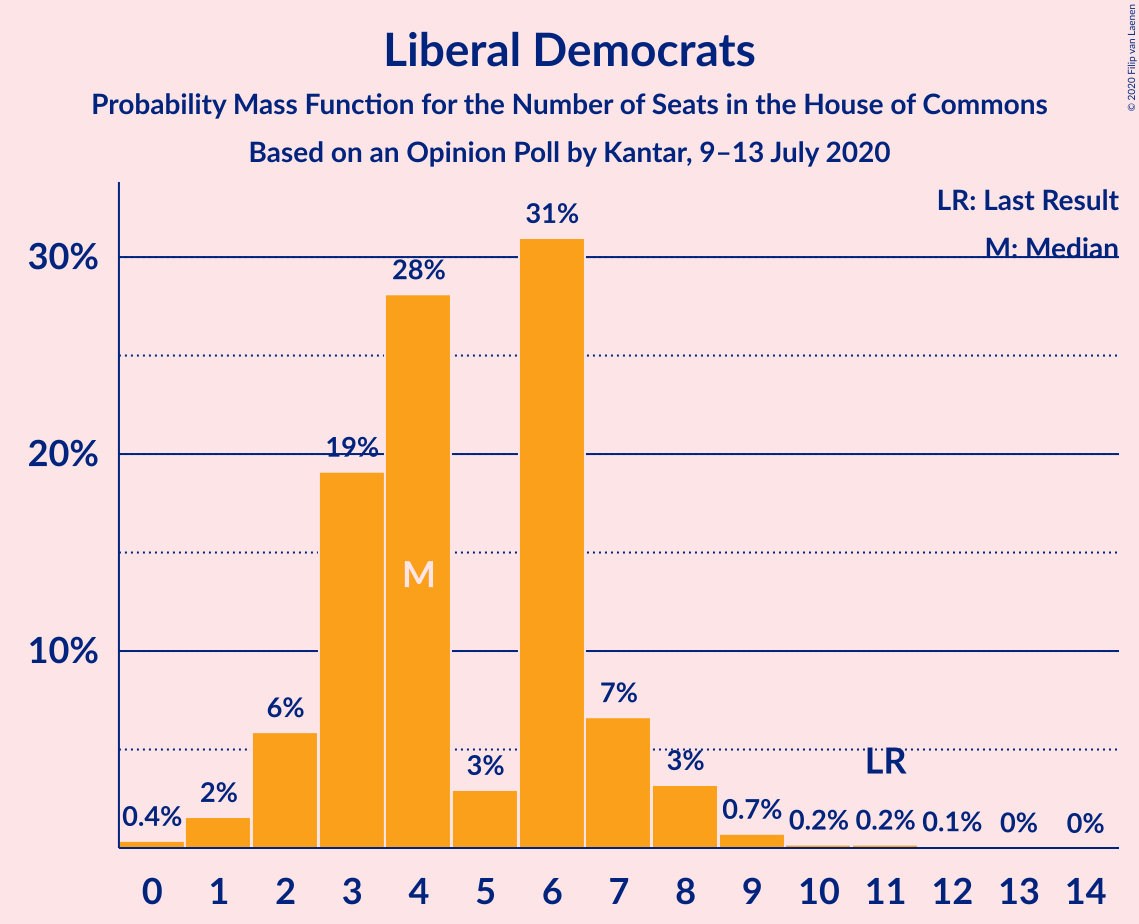 Liberal Democrats
Probability Mass Function for the Number of Seats in the House of Commons
Based on an Opinion Poll by Kantar, 9–13 July 2020
© 2020 Filip van Laenen
LR: Last Result
M: Median
30%
20%
10%
0.4%
2%
6%
19%
28%
3%
31%
7%
3%
0.7%
0.2%
0.2%
0.1%
0%
0%
M
LR
0 1 2 3 4 5 6 7 8 9 10 11 12 13 14